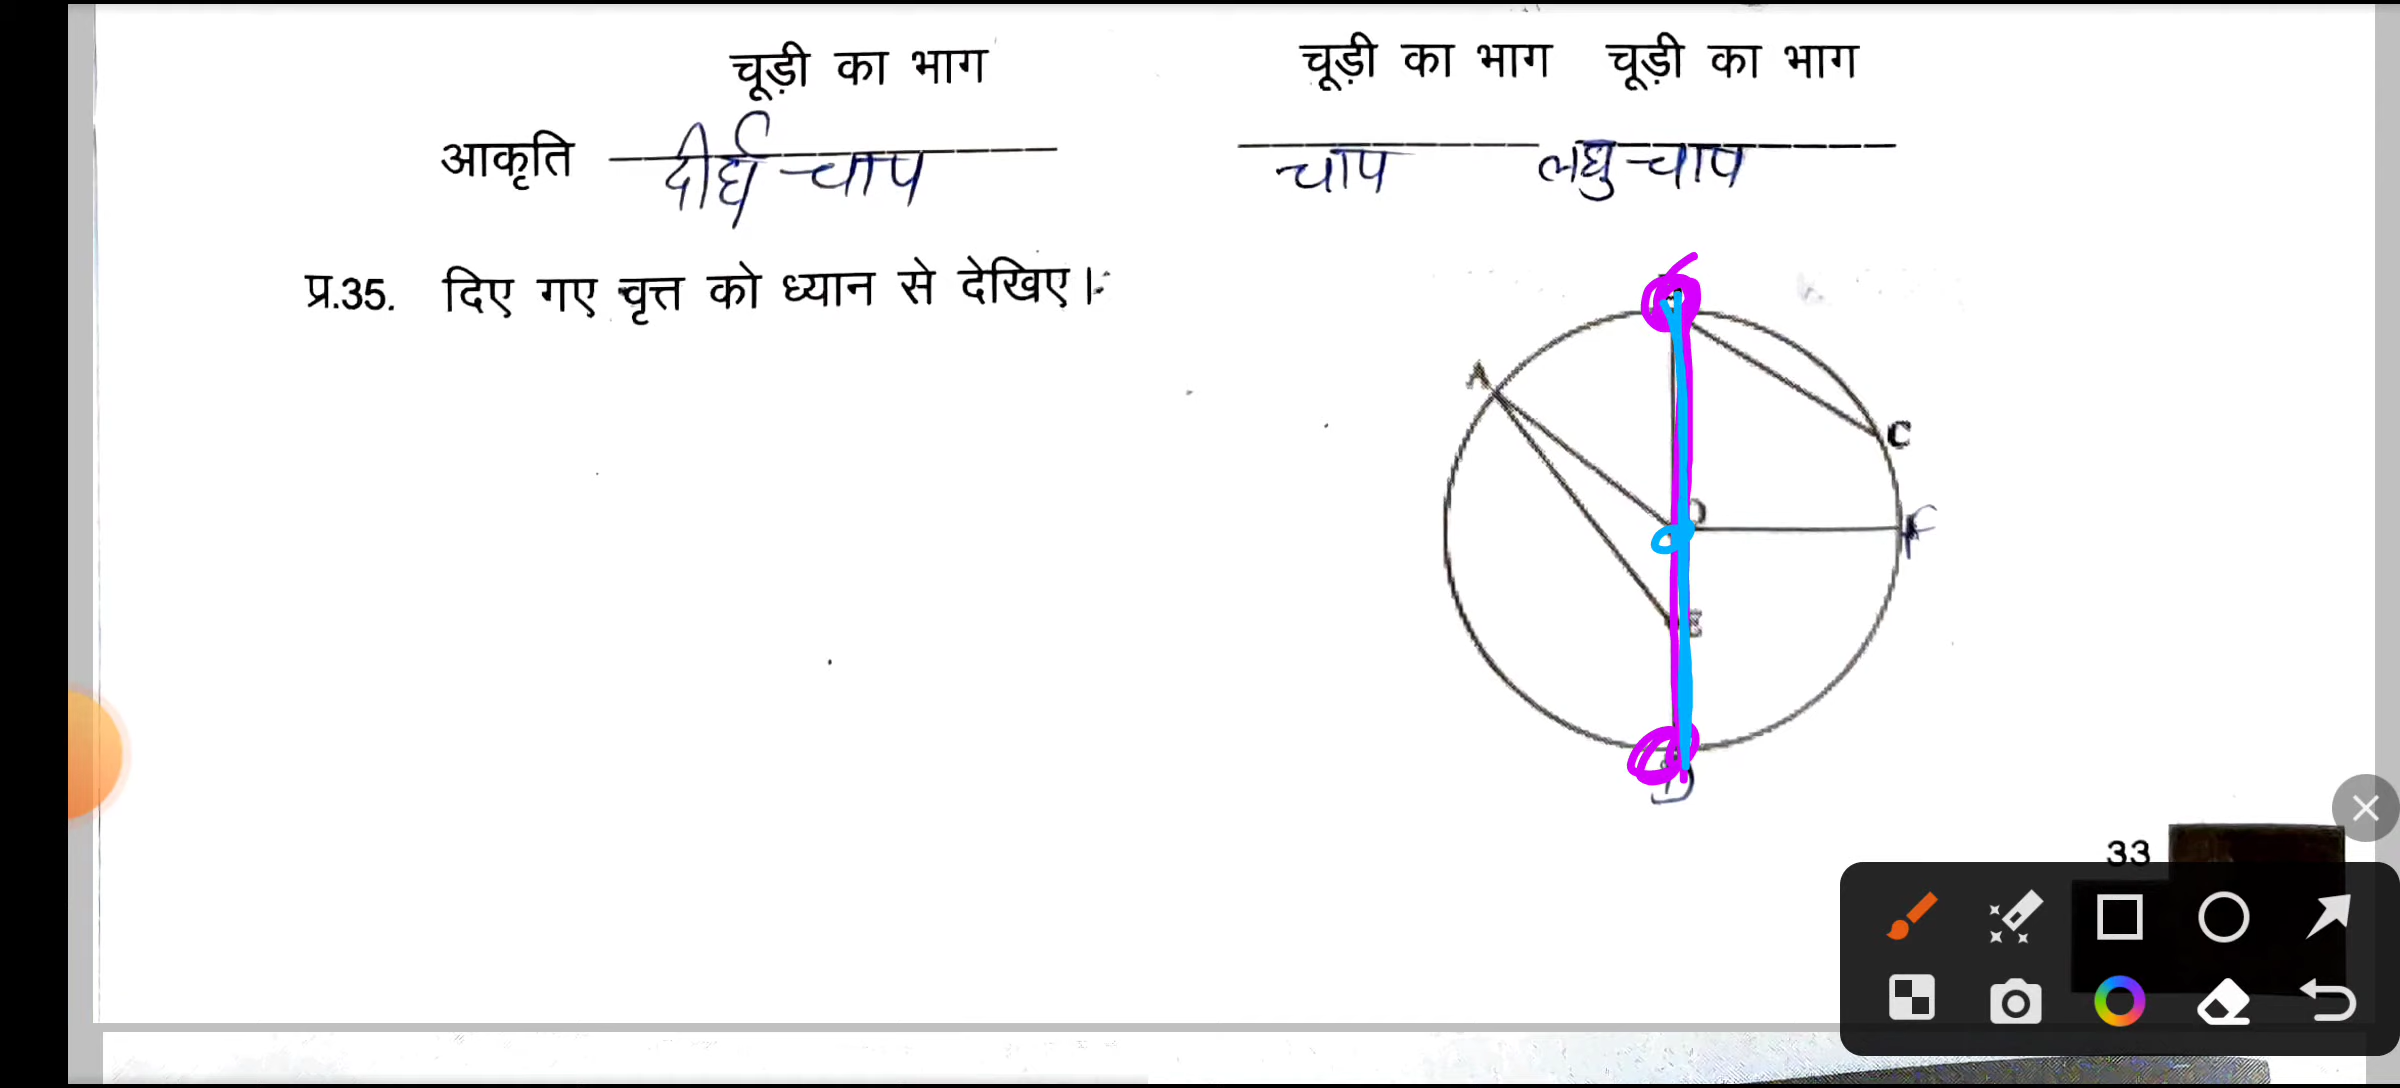 चूड़ी का भाग चूड़ी का भाग चूड़ी का भाग
आकृति दीर्घ चाप चाप लघु चाप
प्र.35. दिए गए वृत्त को ध्यान से देखिए।
A
C
O
F
E
D
33